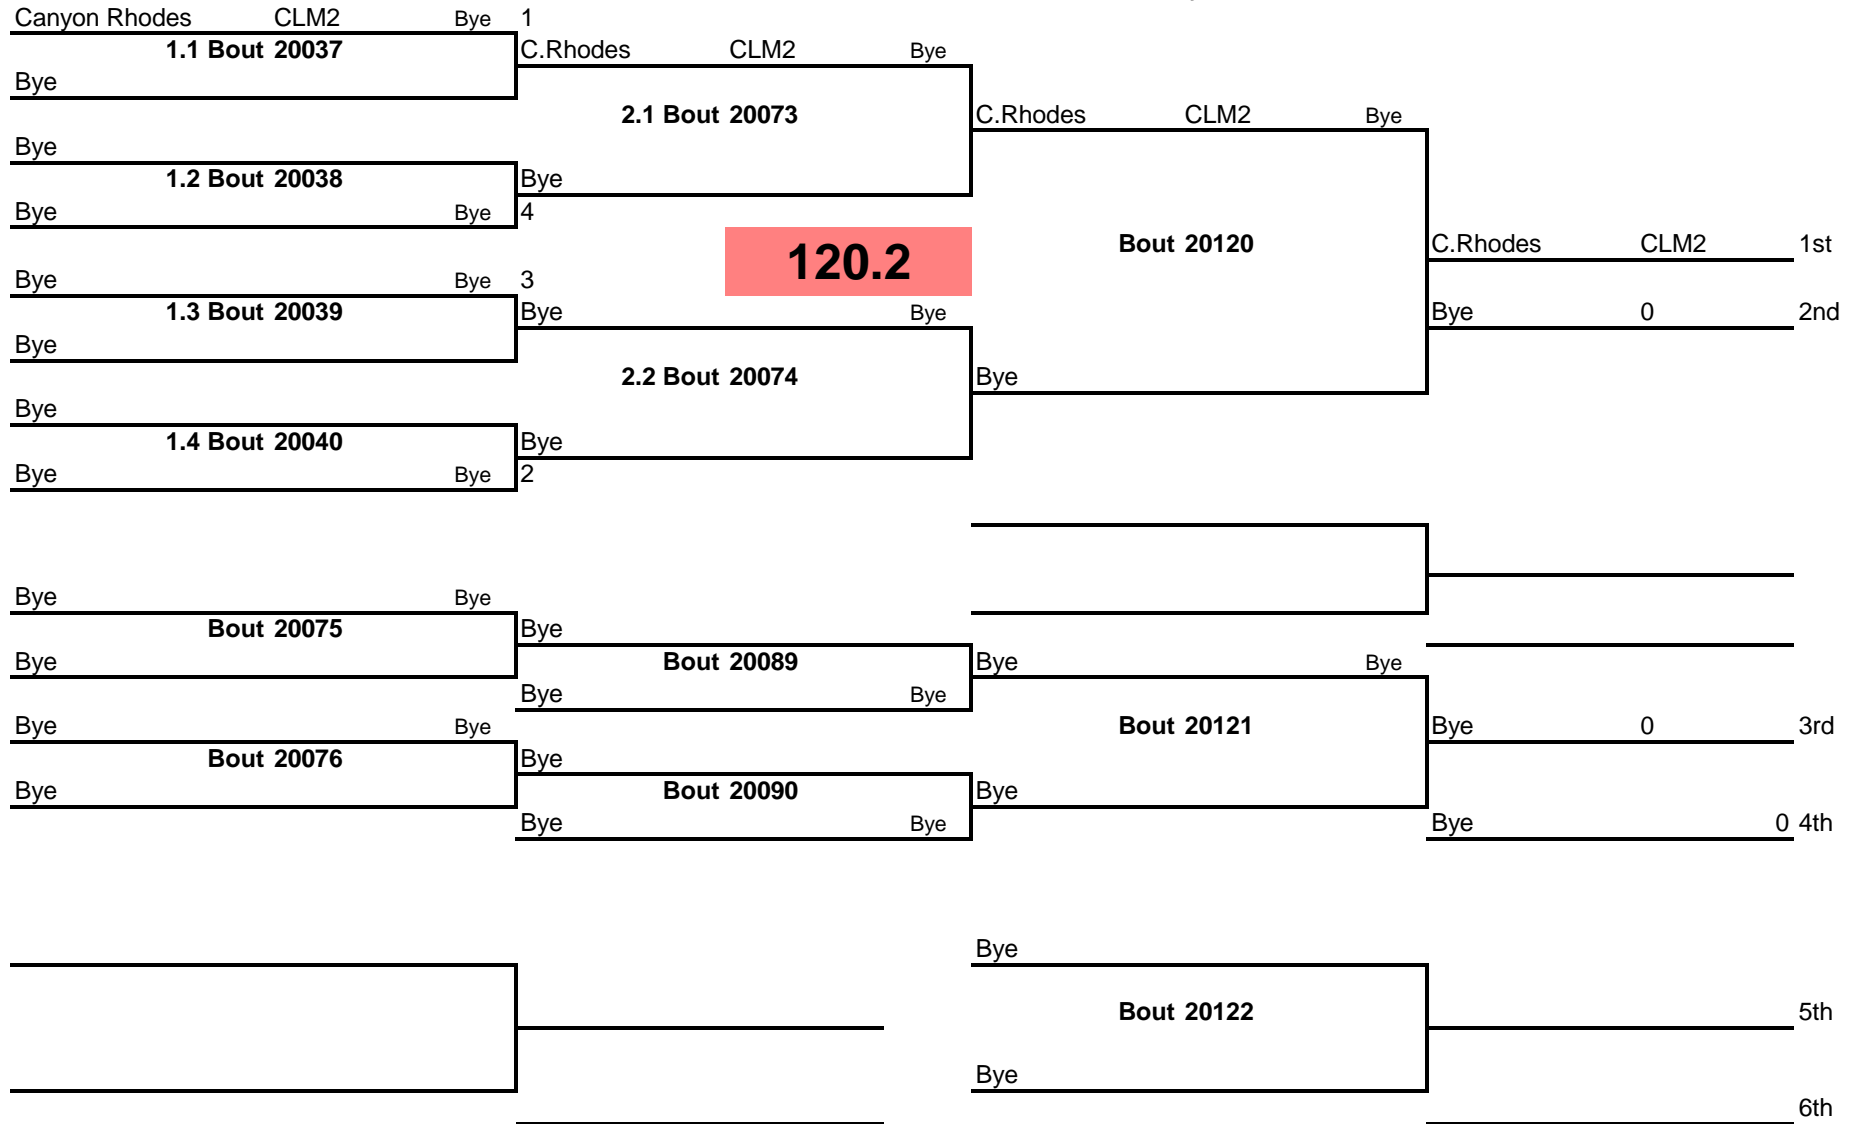 Canyon Rhodes CLM2 Bye 1
1.1 Bout 20037 C.Rhodes CLM2 Bye
Bye
2.1 Bout 20073 C.Rhodes CLM2 Bye
Bye
1.2 Bout 20038 Bye
Bye Bye 4
120.2 Bout 20120 C.Rhodes CLM2 1st
Bye Bye 3
1.3 Bout 20039 Bye Bye Bye 0 2nd
Bye
2.2 Bout 20074 Bye
Bye
1.4 Bout 20040 Bye
Bye Bye 2
Bye Bye
Bout 20075 Bye
Bye Bout 20089 Bye Bye
Bye Bye
Bye Bye Bout 20121 Bye 0 3rd
Bout 20076 Bye
Bye Bout 20090 Bye
Bye Bye Bye 0 4th
Bye
Bout 20122 5th
Bye
6th